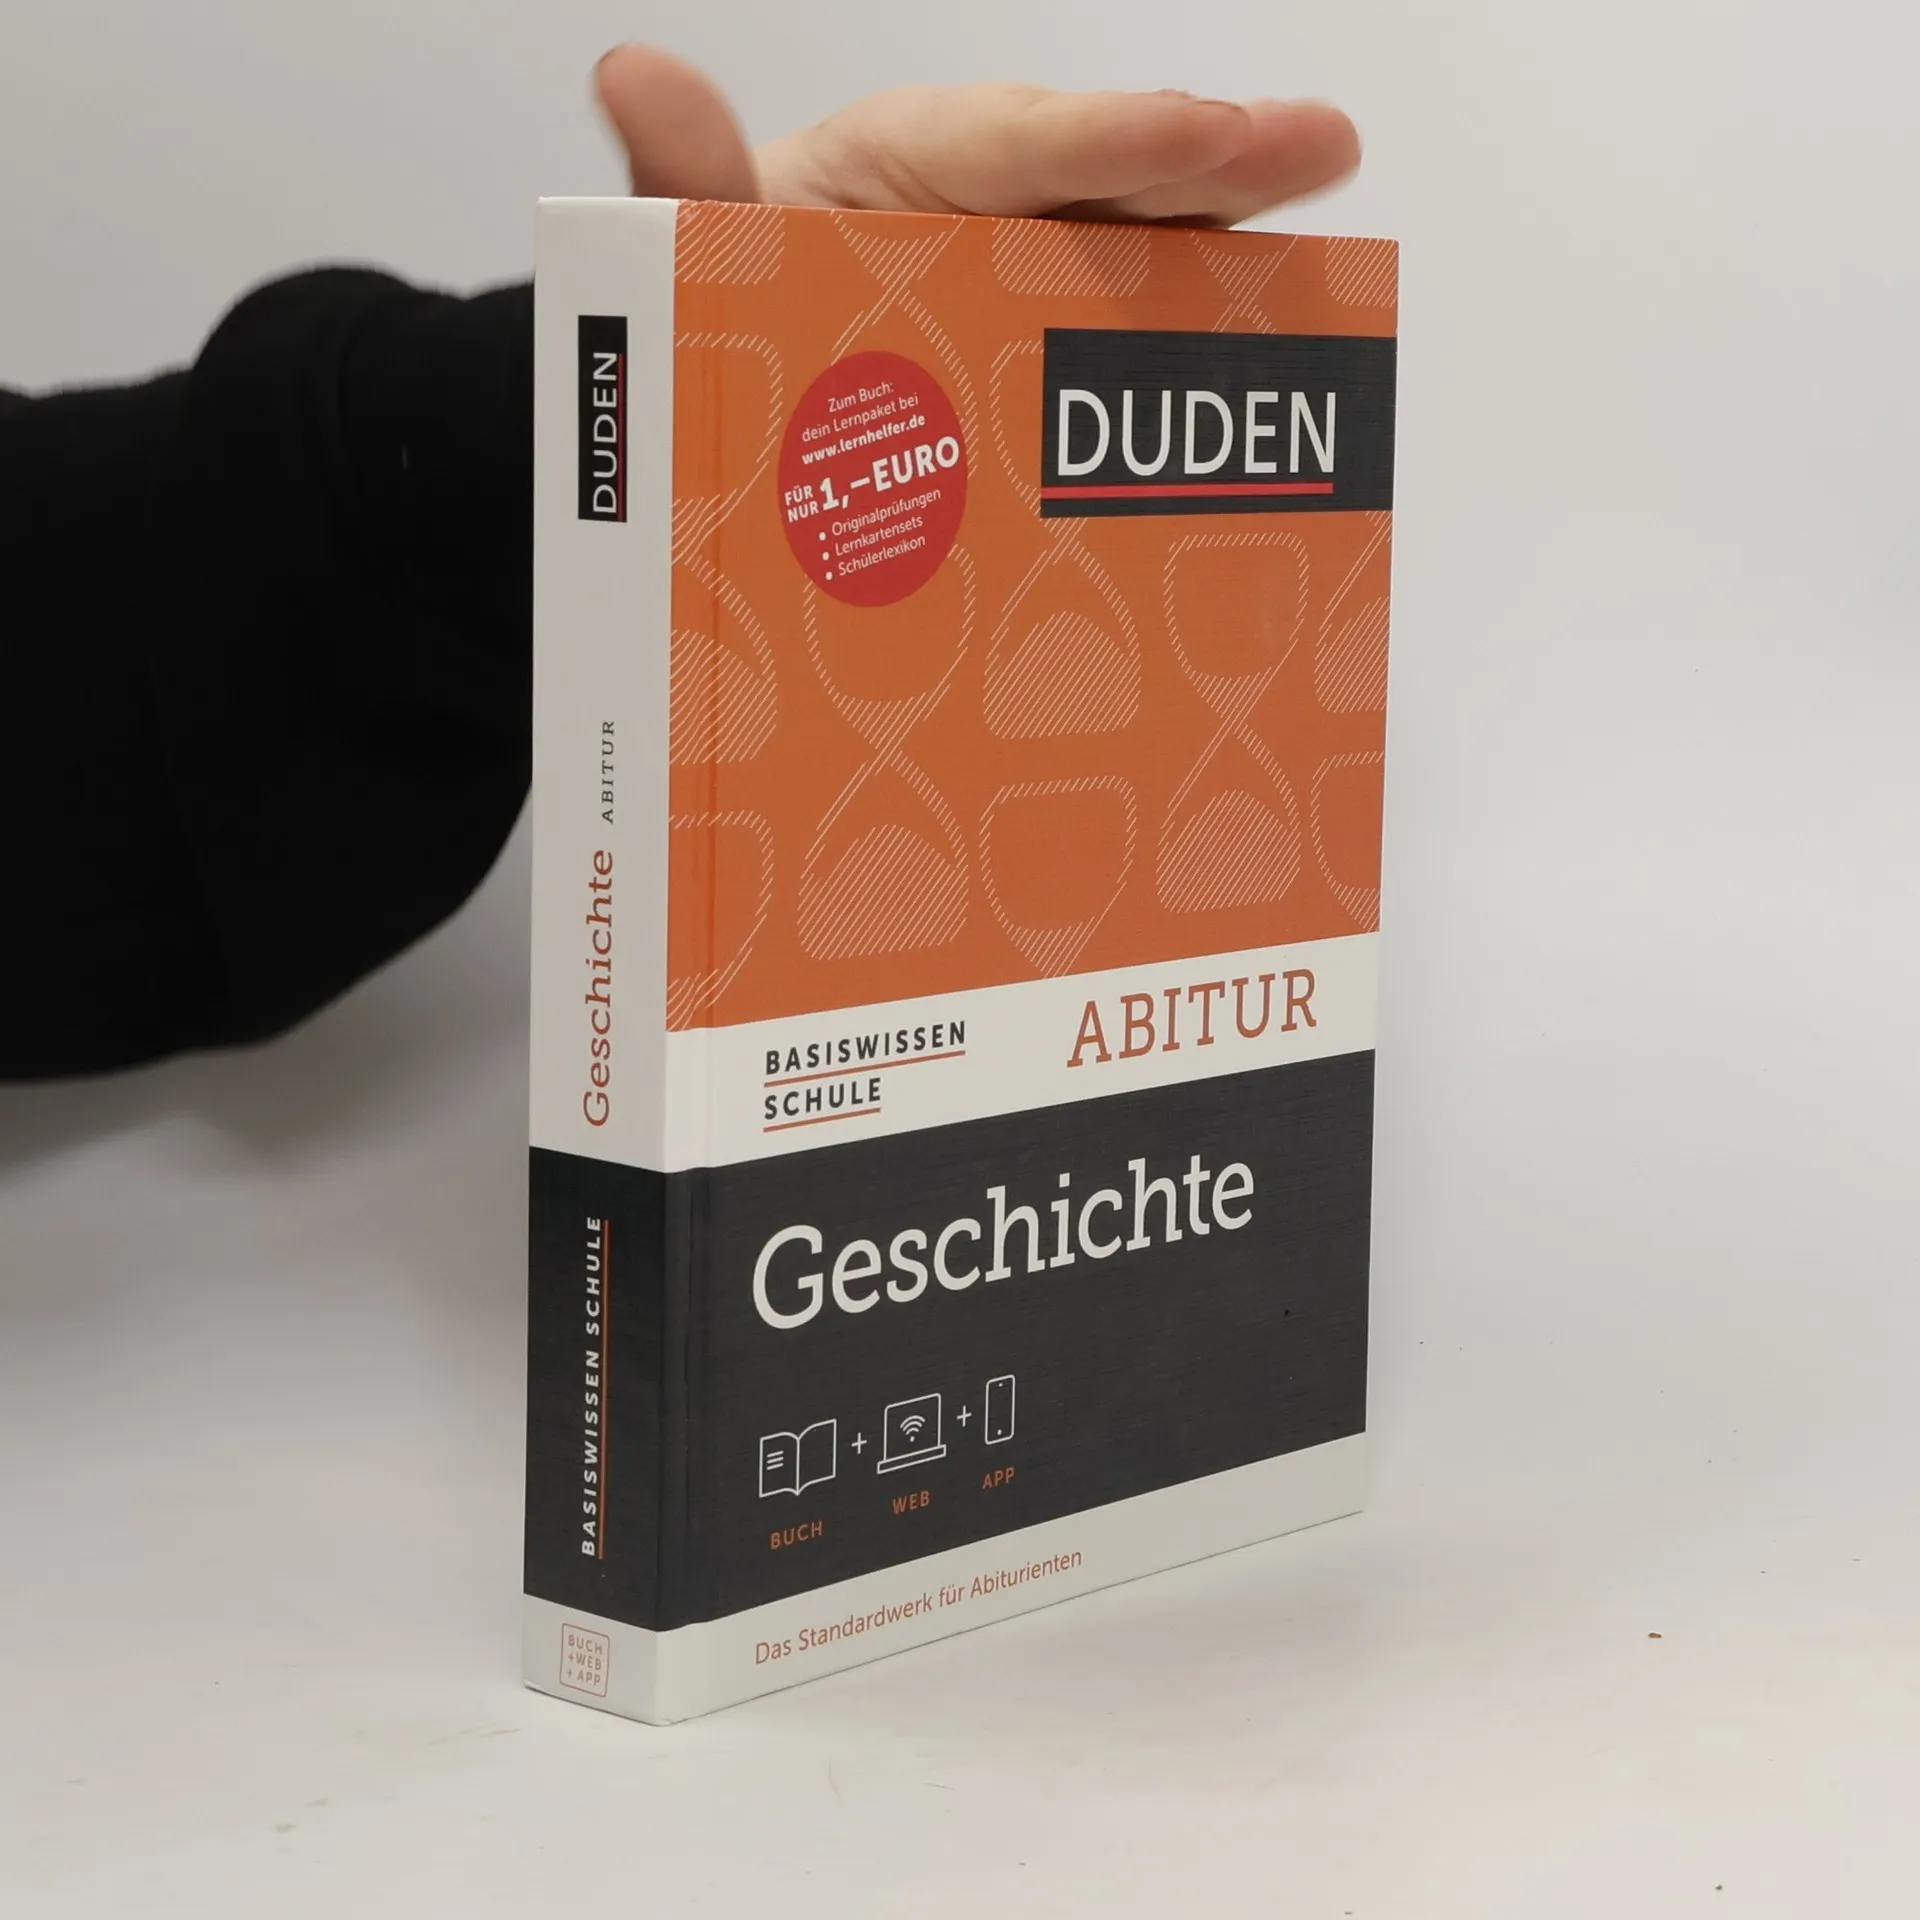 DUDEN
Geschichte ABITUR
BASISWISSEN SCHULE
BUCH
+WEB
+ APP
DUDEN
Zum Buch:
dein Lernpaket bei
www.lernhelfer.de
FÜR
NUR 1,–EURO
• Originalprüfungen
• Lernkartensets
• Schülerlexikon
BASISWISSEN
SCHULE
ABITUR
Geschichte
+ +
BUCH WEB APP
Das Standardwerk für Abiturienten